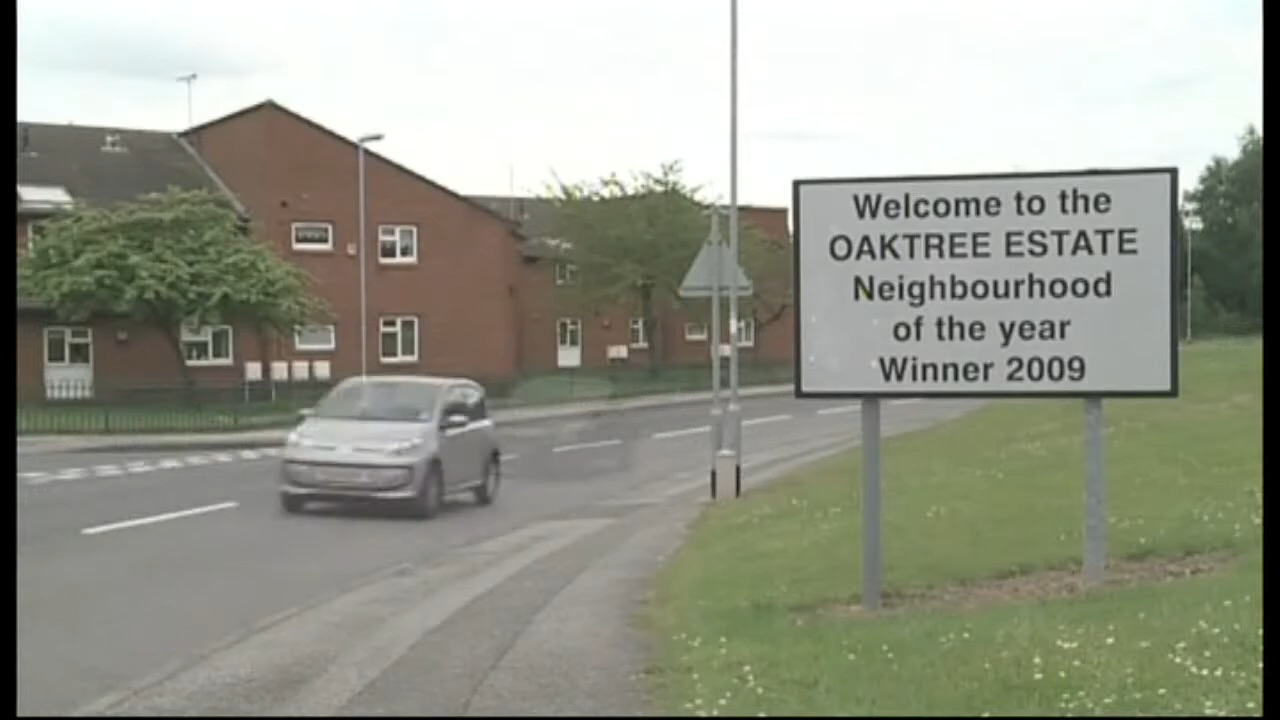 Welcome to the
OAKTREE ESTATE
Neighbourhood
of the year
Winner 2009